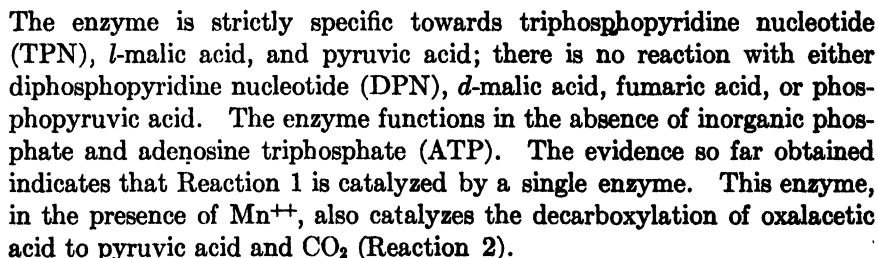 The enzyme is strictly specific towards triphosphopyridine nucleotide
(TPN), l-malic acid, and pyruvic acid; there is no reaction with either
diphosphopyridine nucleotide (DPN), d-malic acid, fumaric acid, or phos-
phopyruvic acid. The enzyme functions in the absence of inorganic phos-
phate and adenosine triphosphate (ATP). The evidence so far obtained
indicates that Reaction 1 is catalyzed by a single enzyme. This enzyme,
in the presence of Mn⁺⁺, also catalyzes the decarboxylation of oxalacetic
acid to pyruvic acid and CO₂ (Reaction 2).